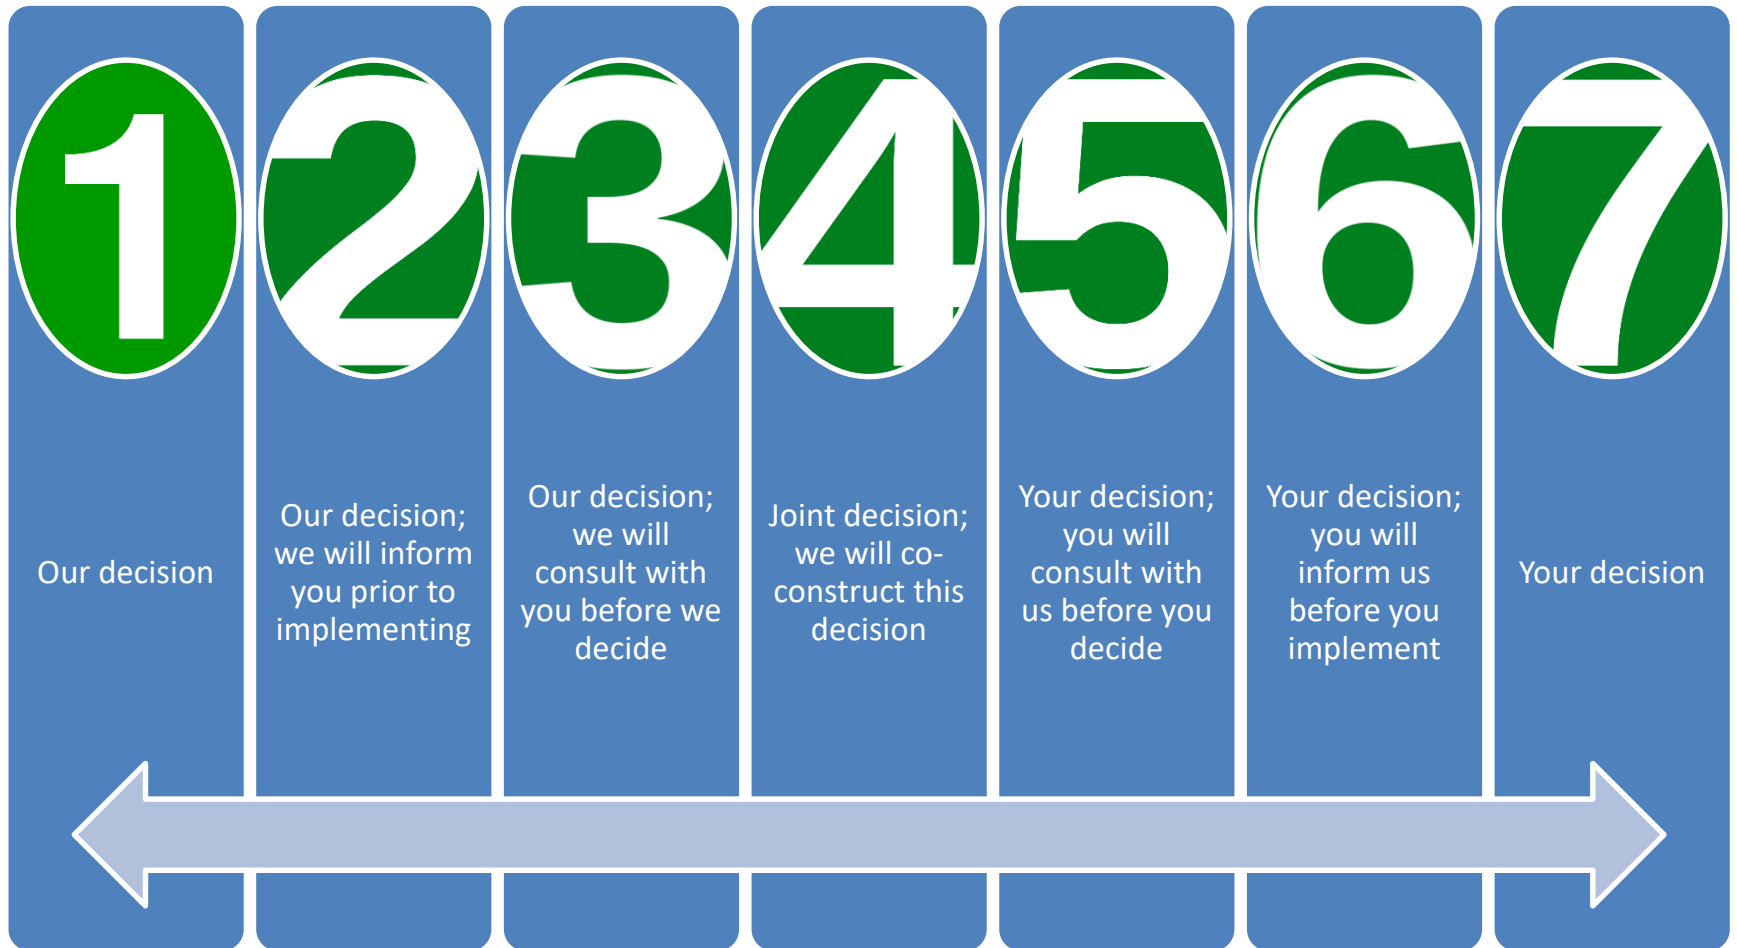 1
2
3
4
5
6
7
Our decision
Our decision;
we will inform
you prior to
implementing
Our decision;
we will
consult with
you before we
decide
Joint decision;
we will co-
construct this
decision
Your decision;
you will
consult with
us before you
decide
Your decision;
you will
inform us
before you
implement
Your decision